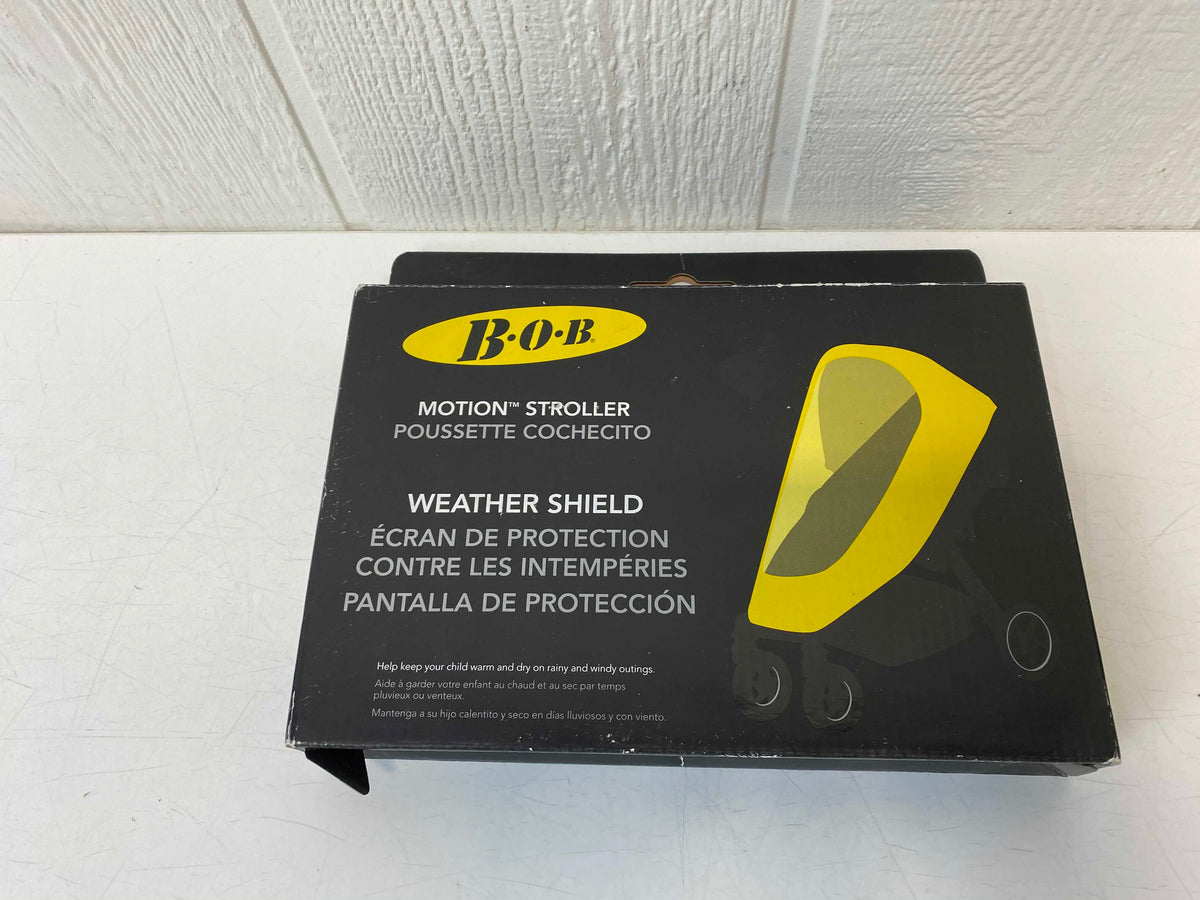 B·O·B®
MOTION™ STROLLER
POUSSETTE COCHECITO
WEATHER SHIELD
ÉCRAN DE PROTECTION
CONTRE LES INTEMPÉRIES
PANTALLA DE PROTECCIÓN
Help keep your child warm and dry on rainy and windy outings.
Aide à garder votre enfant au chaud et au sec par temps
pluvieux ou venteux.
Mantenga a su hijo calentito y seco en días lluviosos y con viento.